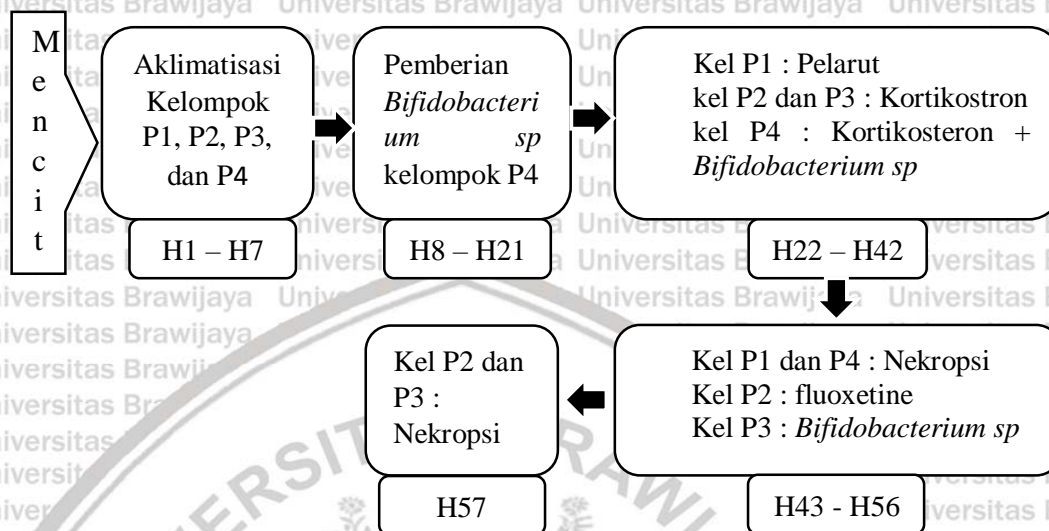 Mencit
Aklimatisasi
Kelompok
P1, P2, P3,
dan P4
H1 – H7
Pemberian
Bifidobacteri
um sp
kelompok P4
H8 – H21
Kel P1 : Pelarut
kel P2 dan P3 : Kortikostron
kel P4 : Kortikosteron +
Bifidobacterium sp
H22 – H42
Kel P1 dan P4 : Nekropsi
Kel P2 : fluoxetine
Kel P3 : Bifidobacterium sp
H43 - H56
Kel P2 dan
P3 :
Nekropsi
H57